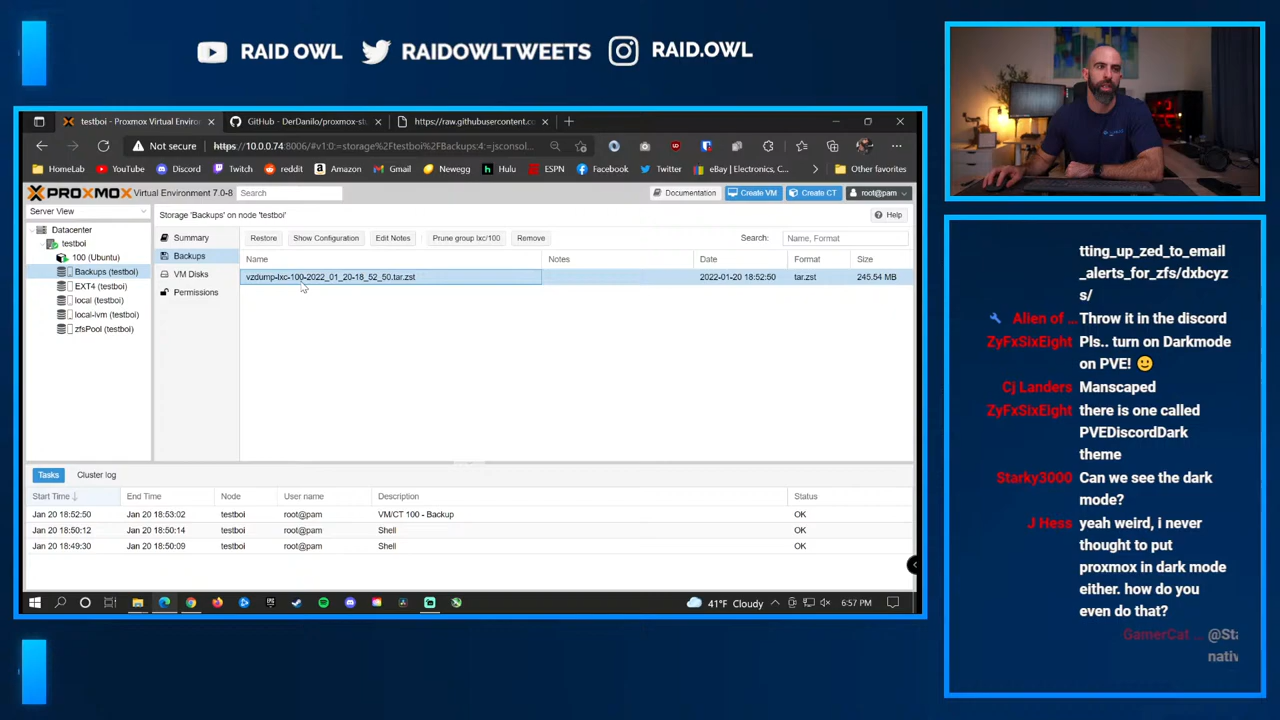 RAID OWL RAIDOWLTWEETS RAID.OWL
testboi - Proxmox Virtual Enviro GitHub - DerDanilo/proxmox-st https://raw.githubusercontent.co
Not secure https://10.0.0.74:8006/#v1:0:=storage%2Ftestboi%2FBackups:4:=jsconsol...
HomeLab YouTube Discord Twitch reddit Amazon Gmail Newegg Hulu ESPN Facebook Twitter eBay | Electronics,... Other favorites
PROXMOX Virtual Environment 7.0-8 Search Documentation Create VM Create CT root@pam
Server View
Storage 'Backups' on node 'testboi' Help
Datacenter
testboi
100 (Ubuntu)
Backups (testboi)
EXT4 (testboi)
local (testboi)
local-lvm (testboi)
zfsPool (testboi)
Summary
Backups
VM Disks
Permissions
Restore Show Configuration Edit Notes Prune group lxc/100 Remove Search: Name, Format
Name Notes Date Format Size
vzdump-lxc-100-2022_01_20-18_52_50.tar.zst 2022-01-20 18:52:50 tar.zst 245.54 MB
Tasks Cluster log
Start Time End Time Node User name Description Status
Jan 20 18:52:50 Jan 20 18:53:02 testboi root@pam VM/CT 100 - Backup OK
Jan 20 18:50:12 Jan 20 18:50:14 testboi root@pam Shell OK
Jan 20 18:49:30 Jan 20 18:50:09 testboi root@pam Shell OK
41°F Cloudy 6:57 PM
tting_up_zed_to_email
_alerts_for_zfs/dxbcyz
s/
Alien of ... Throw it in the discord
ZyFxSixEight Pls.. turn on Darkmode
on PVE! 🙂
Cj Landers Manscaped
ZyFxSixEight there is one called
PVEDiscordDark
theme
Starky3000 Can we see the dark
mode?
J Hess yeah weird, i never
thought to put
proxmox in dark mode
either. how do you
even do that?
GamerCat ... @Sta
nativ